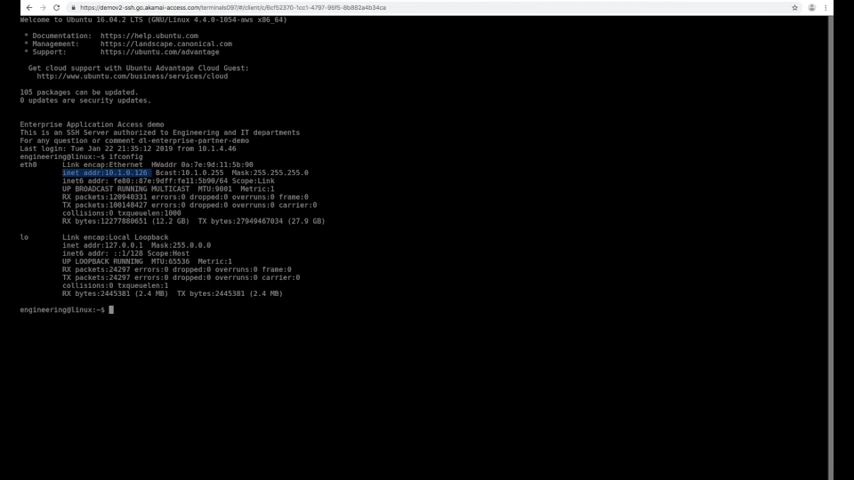 https://demov2-ssh.go.akamai-access.com/terminals097/#/client/c/6cf52370-1cc1-4797-96f5-8b882a4b34ca
Welcome to Ubuntu 16.04.2 LTS (GNU/Linux 4.4.0-1054-aws x86_64)
* Documentation: https://help.ubuntu.com
* Management: https://landscape.canonical.com
* Support: https://ubuntu.com/advantage
Get cloud support with Ubuntu Advantage Cloud Guest:
http://www.ubuntu.com/business/services/cloud
105 packages can be updated.
0 updates are security updates.
Enterprise Application Access demo
This is an SSH Server authorized to Engineering and IT departments
For any question or comment dl-enterprise-partner-demo
Last login: Tue Jan 22 21:35:12 2019 from 10.1.4.46
engineering@linux:~$ ifconfig
eth0 Link encap:Ethernet HWaddr 0a:7e:9d:11:5b:90
inet addr:10.1.0.126 Bcast:10.1.0.255 Mask:255.255.255.0
inet6 addr: fe80::87e:9dff:fe11:5b90/64 Scope:Link
UP BROADCAST RUNNING MULTICAST MTU:9001 Metric:1
RX packets:120940331 errors:0 dropped:0 overruns:0 frame:0
TX packets:100148427 errors:0 dropped:0 overruns:0 carrier:0
collisions:0 txqueuelen:1000
RX bytes:12277880651 (12.2 GB) TX bytes:27949467034 (27.9 GB)
lo Link encap:Local Loopback
inet addr:127.0.0.1 Mask:255.0.0.0
inet6 addr: ::1/128 Scope:Host
UP LOOPBACK RUNNING MTU:65536 Metric:1
RX packets:24297 errors:0 dropped:0 overruns:0 frame:0
TX packets:24297 errors:0 dropped:0 overruns:0 carrier:0
collisions:0 txqueuelen:1
RX bytes:2445381 (2.4 MB) TX bytes:2445381 (2.4 MB)
engineering@linux:~$